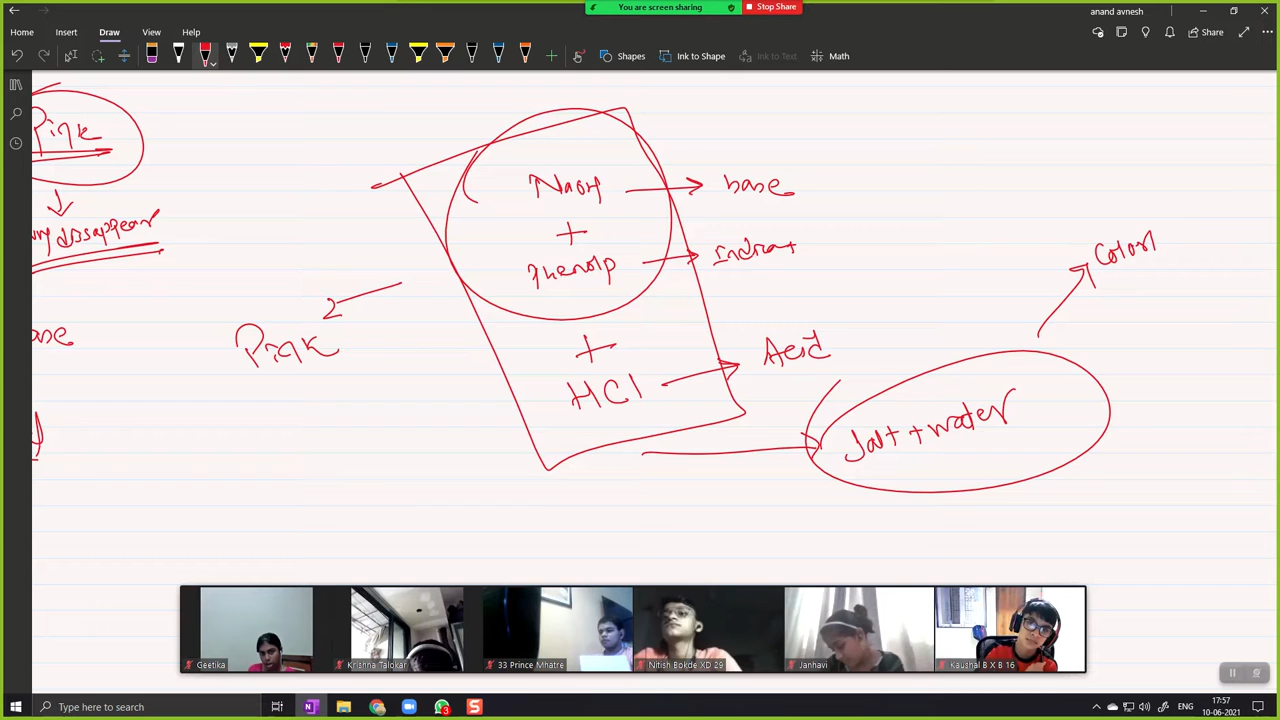 You are screen sharing
Stop Share
anand avnesh
Home Insert Draw View Help
Share
Shapes
Ink to Shape
Ink to Text
Math
Pink
disappear
base
Pink
NaOH
base
+
Phenolp
+
HCl
Acid
Salt + water
Color
Geetika
Krishna Talokar
33 Prince Mhatre
Nitish Bokde XD 29
Janhavi
Kaushal B X B 16
Type here to search
3
ENG
17:57
10-06-2021